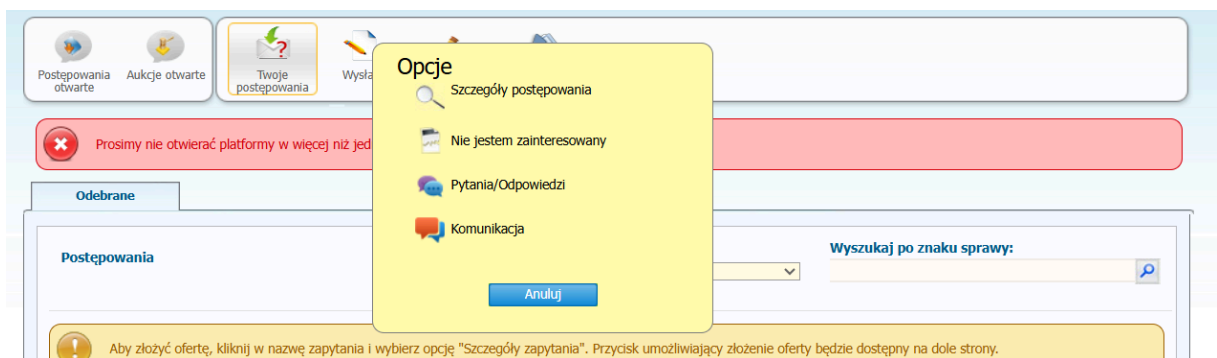 Postępowania
otwarte
Aukcje otwarte
Twoje
postępowania
Opcje
Szczegóły postępowania
Nie jestem zainteresowany
Pytania/Odpowiedzi
Komunikacja
Anuluj
Prosimy nie otwierać platformy w więcej niż
Odebrane
Postępowania
Wyszukaj po znaku sprawy:
Aby złożyć ofertę, kliknij w nazwę zapytania i wybierz opcję "Szczegóły zapytania". Przycisk umożliwiający złożenie oferty będzie dostępny na dole strony.